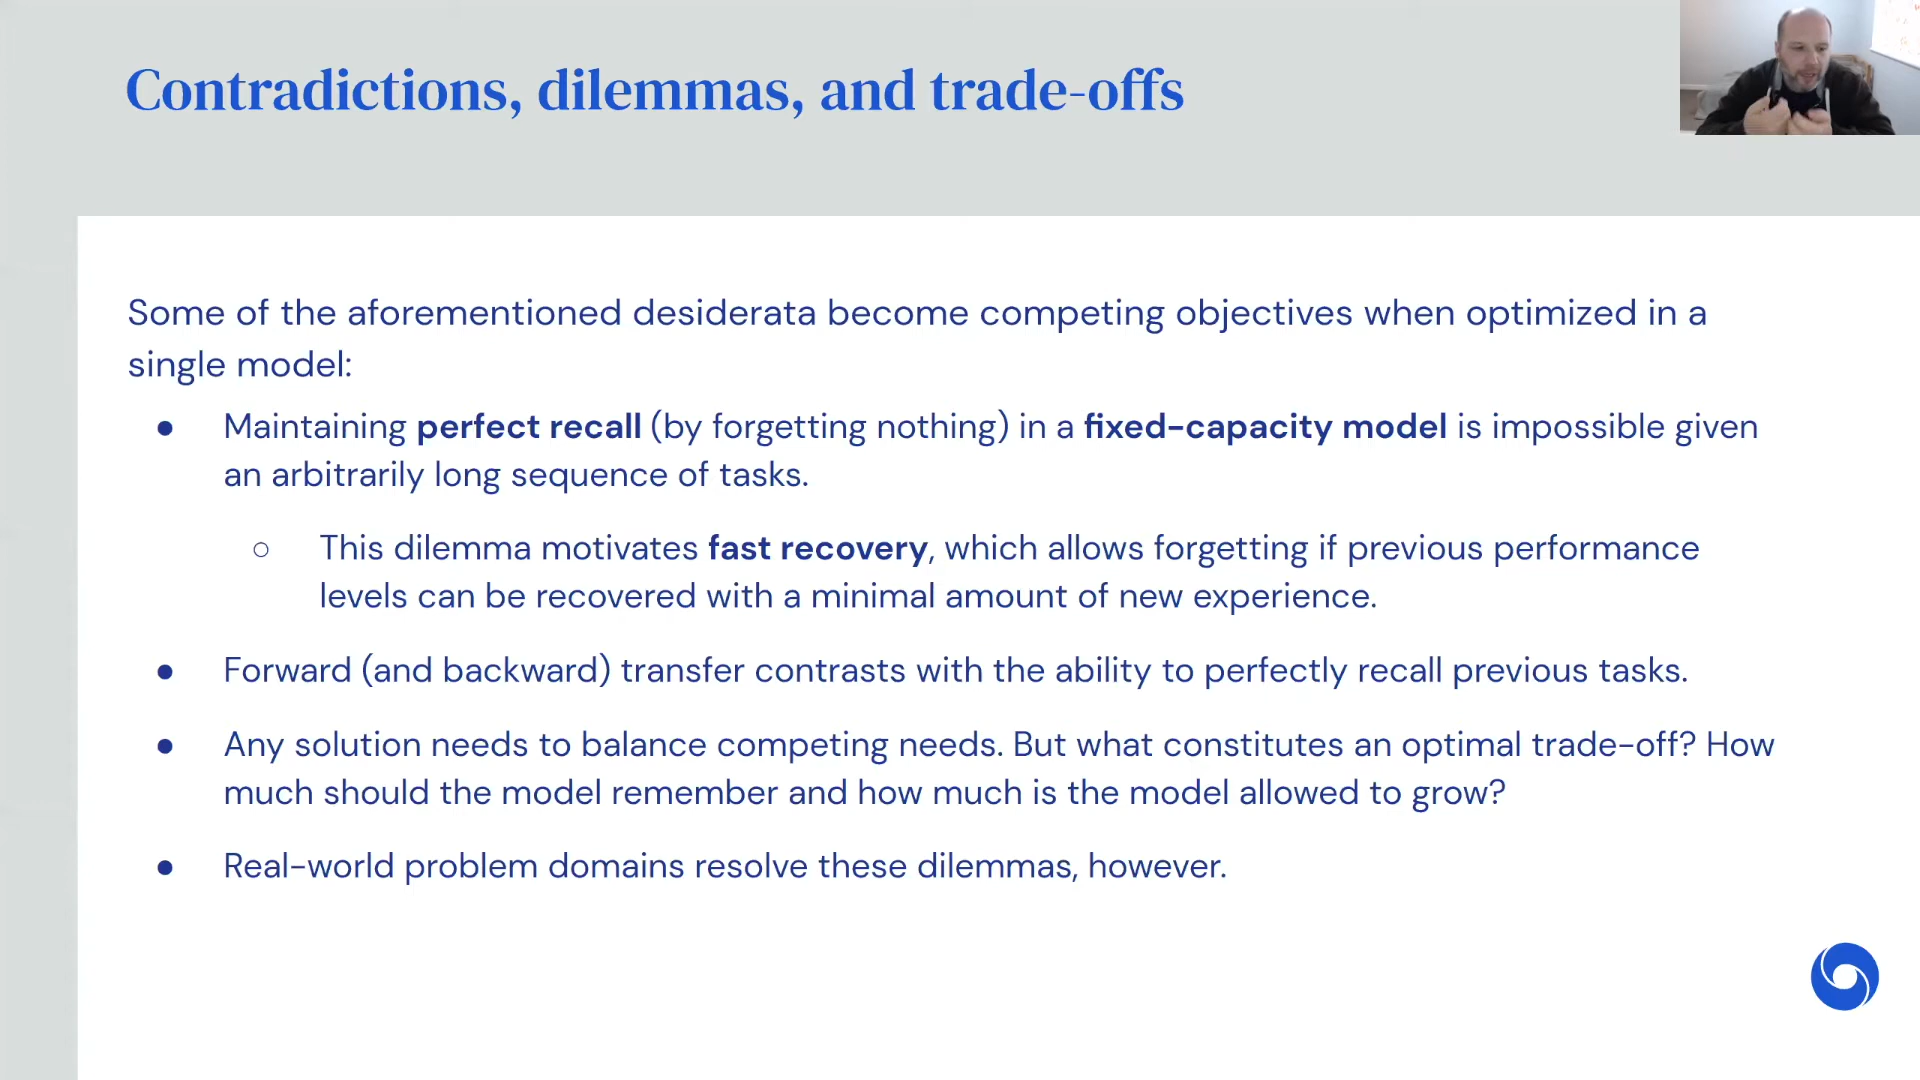 Contradictions, dilemmas, and trade-offs
Some of the aforementioned desiderata become competing objectives when optimized in a
single model:
● Maintaining perfect recall (by forgetting nothing) in a fixed-capacity model is impossible given
an arbitrarily long sequence of tasks.
○ This dilemma motivates fast recovery, which allows forgetting if previous performance
levels can be recovered with a minimal amount of new experience.
● Forward (and backward) transfer contrasts with the ability to perfectly recall previous tasks.
● Any solution needs to balance competing needs. But what constitutes an optimal trade-off? How
much should the model remember and how much is the model allowed to grow?
● Real-world problem domains resolve these dilemmas, however.